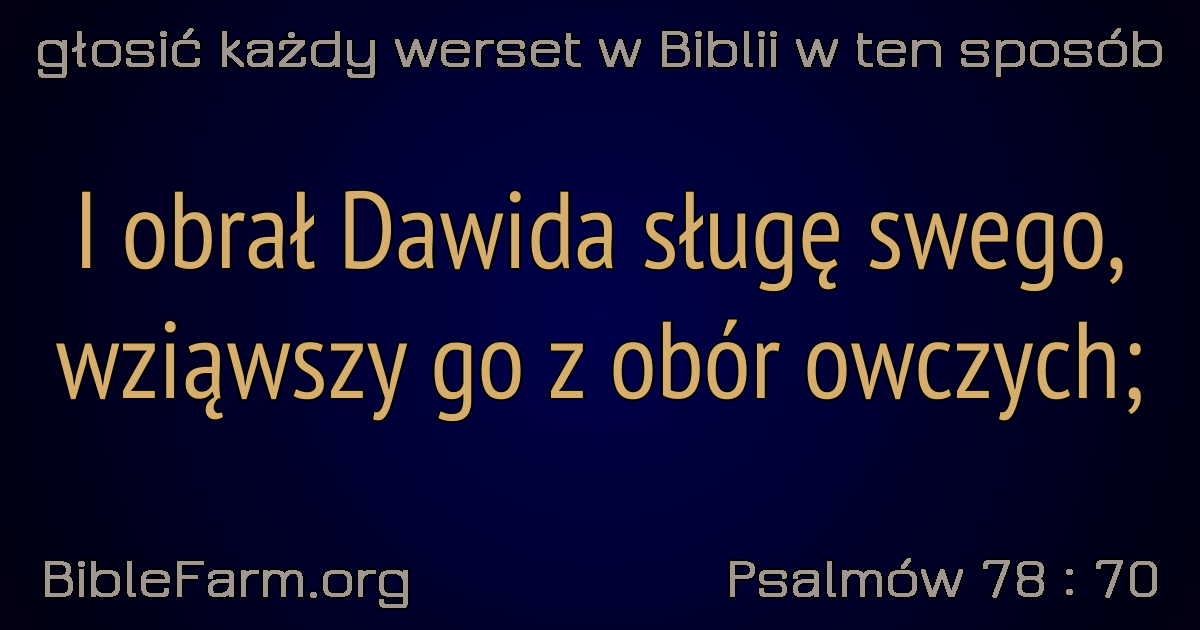 głosić każdy werset w Biblii w ten sposób
I obrał Dawida sługę swego,
wziąwszy go z obór owczych;
BibleFarm.org
Psalmów 78 : 70